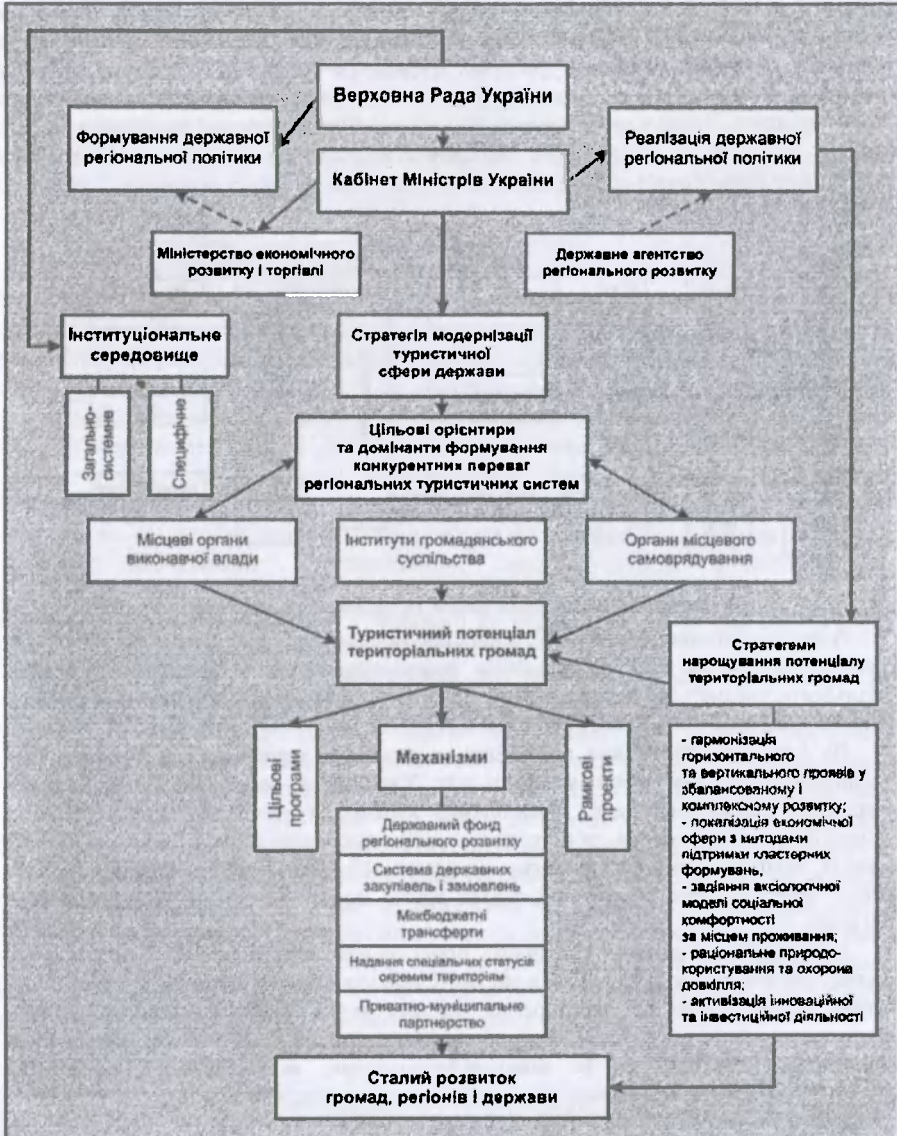 Верховна Рада України
Формування державної
регіональної політики
Реалізація державної
регіональної політики
Кабінет Міністрів України
Міністерство економічного
розвитку і торгівлі
Державне агентство
регіонального розвитку
Інституціональне
середовище
Стратегія модернізації
туристичної
сфери держави
Загально-
системне
Специфічне
Цільові орієнтири
та домінанти формування
конкурентних переваг
регіональних туристичних систем
Місцеві органи
виконавчої влади
Інститути громадянського
суспільства
Органи місцевого
самоврядування
Туристичний потенціал
територіальних громад
Стратегеми
нарощування потенціалу
територіальних громад
Цільові
програми
Механізми
Рамкові
проекти
Державний фонд
регіонального розвитку
Система державних
закупівель і замовлень
Міжбюджетні
трансферти
Надання спеціальних статусів
окремим територіям
Приватно-муніципальне
партнерство
- гармонізація
горизонтального
та вертикального проявів у
збалансованому і
комплексному розвитку;
- локалізація економічної
сфери з методами
підтримки кластерних
формувань,
- задіяння аксіологічної
моделі соціальної
комфортності
за місцем проживання;
- раціональне природо-
користування та охорона
довкілля;
- активізація інноваційної
та інвестиційної діяльності
Сталий розвиток
громад, регіонів і держави